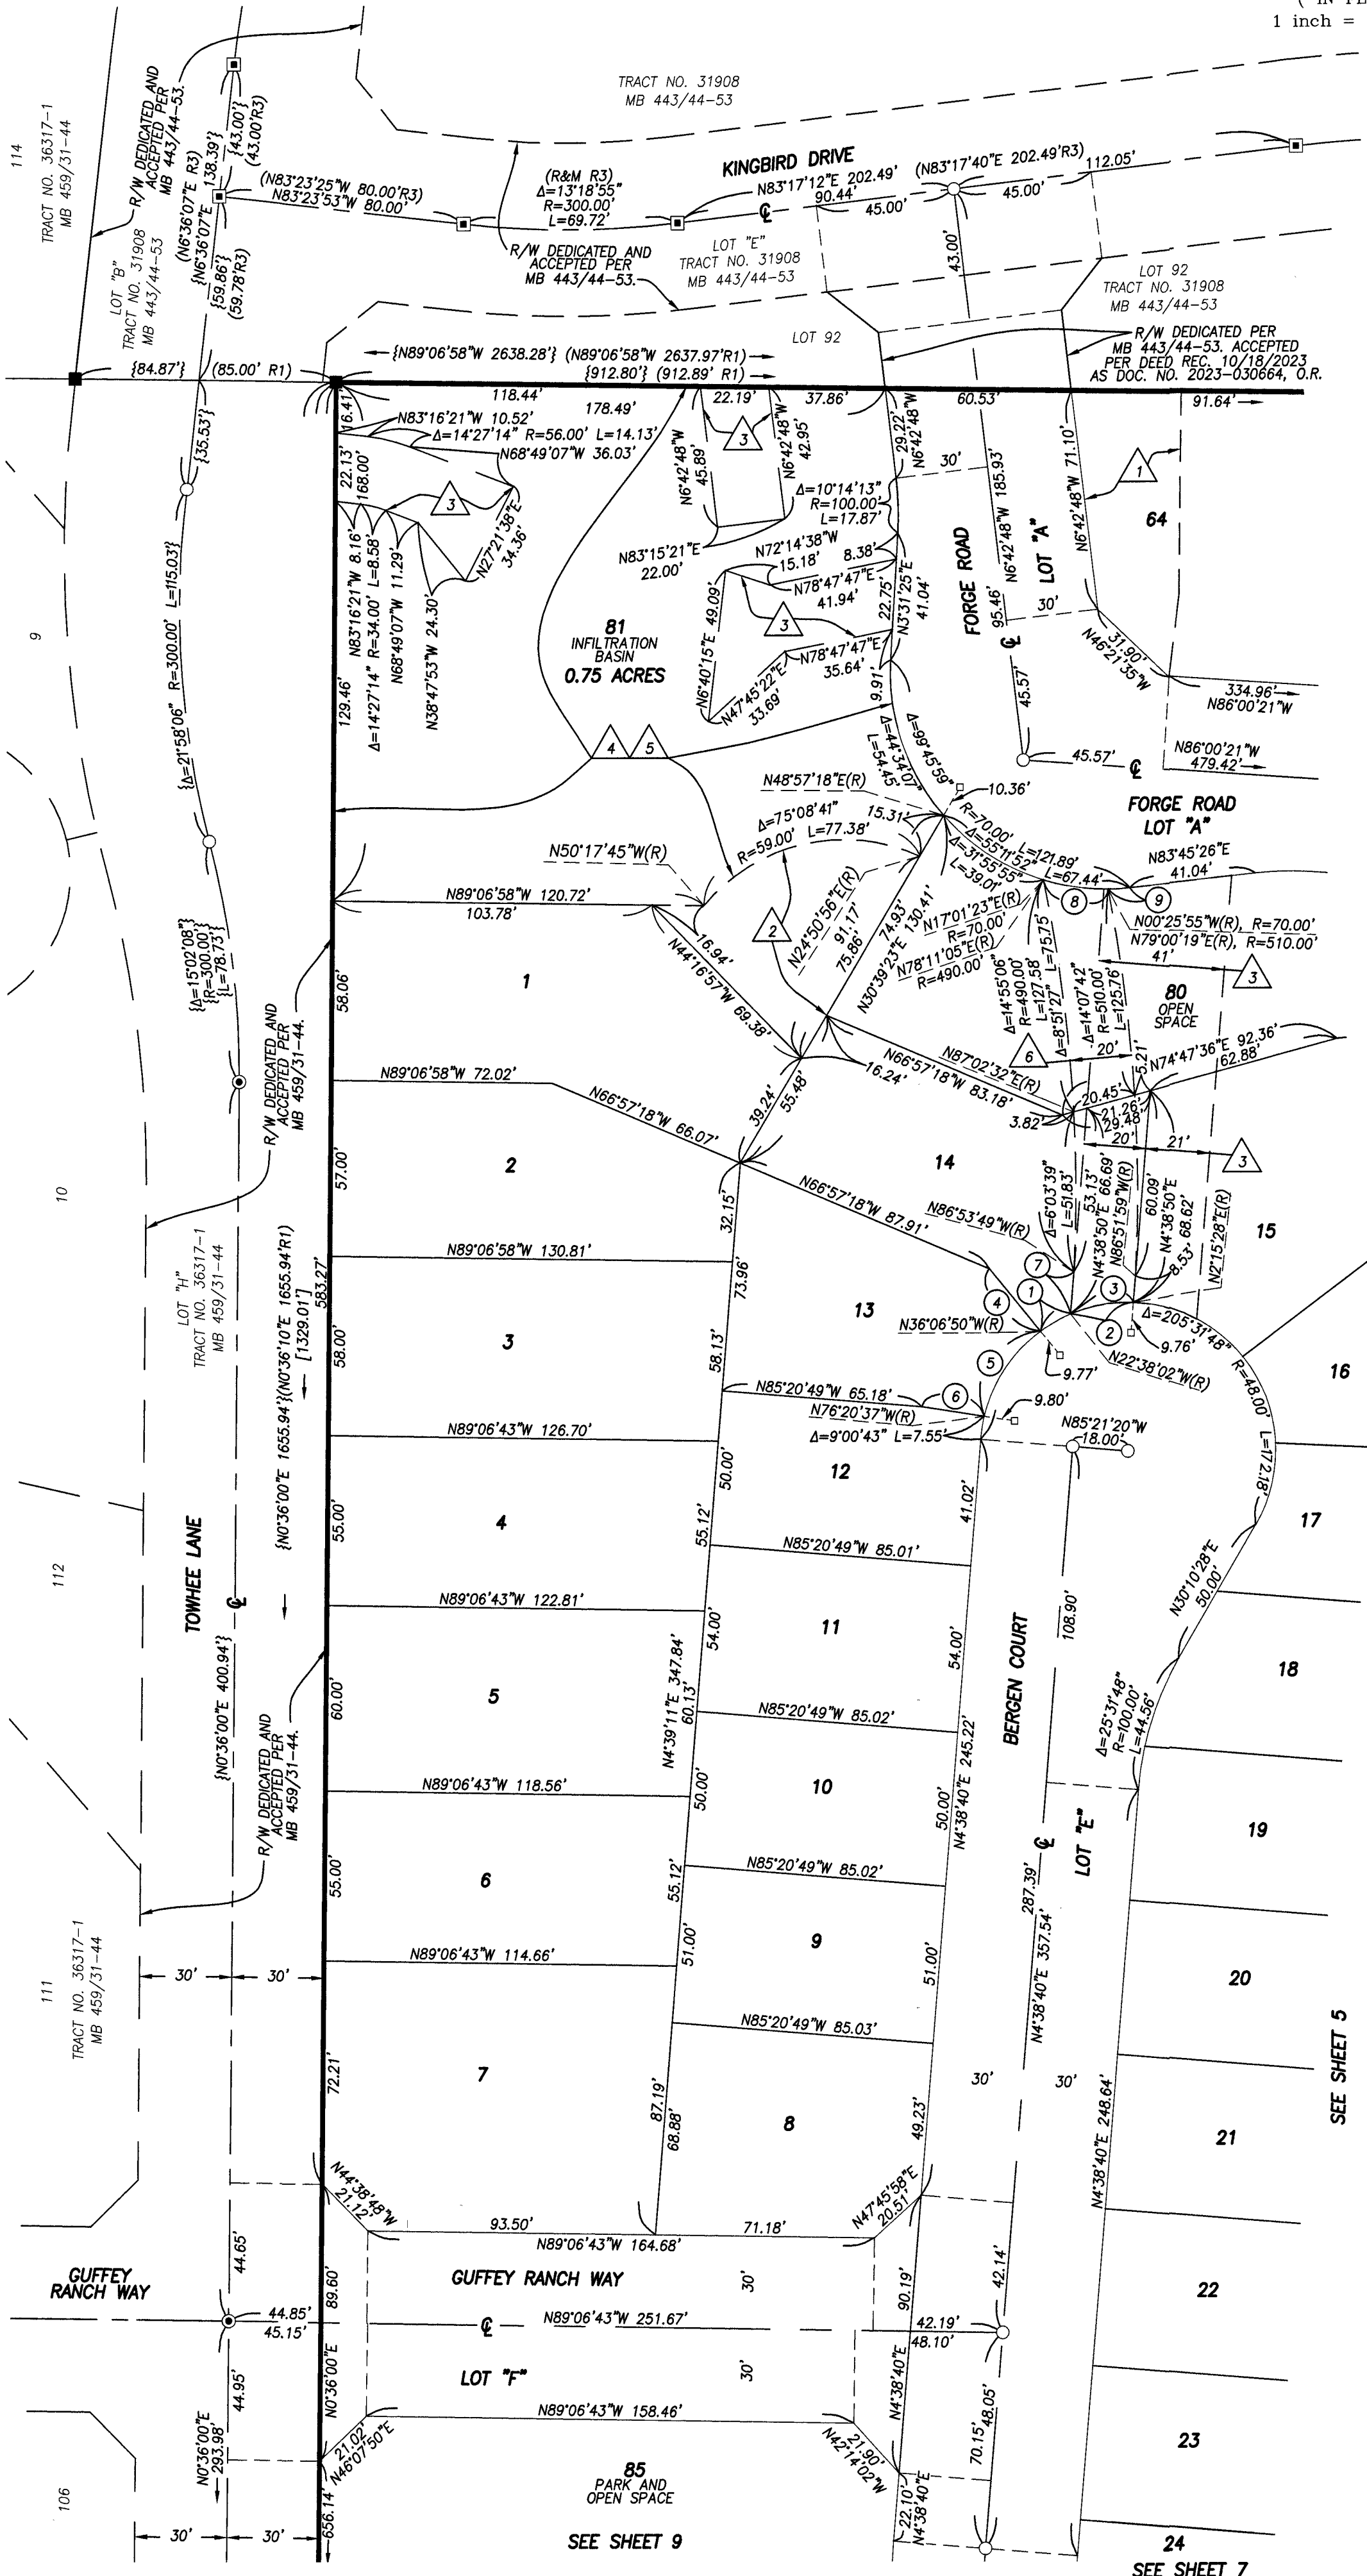 ( IN FE
1 inch =
114
TRACT NO. 36317-1
MB 459/31-44
R/W DEDICATED AND
ACCEPTED PER
MB 443/44-53.
{43.00'}
(43.00'R3)
138.39'}
(N6°36'07"E R3)
{N6°36'07"E
{59.86'}
(59.78'R3)
LOT "B"
TRACT NO. 31908
MB 443/44-53
TRACT NO. 31908
MB 443/44-53
KINGBIRD DRIVE
(N83°23'25"W 80.00'R3)
N83°23'53"W 80.00'
(R&M R3)
Δ=13°18'55"
R=300.00'
L=69.72'
N83°17'12"E 202.49'
(N83°17'40"E 202.49'R3)
90.44'
45.00'
45.00'
112.05'
43.00'
R/W DEDICATED AND
ACCEPTED PER
MB 443/44-53.
LOT "E"
TRACT NO. 31908
MB 443/44-53
LOT 92
TRACT NO. 31908
MB 443/44-53
LOT 92
R/W DEDICATED PER
MB 443/44-53. ACCEPTED
PER DEED REC. 10/18/2023
AS DOC. NO. 2023-030664, O.R.
{N89°06'58"W 2638.28'} (N89°06'58"W 2637.97'R1)
{912.80'} (912.89' R1)
{84.87'}
(85.00' R1)
118.44'
178.49'
22.19'
37.86'
60.53'
91.64'
{35.53'}
16.41'
N83°16'21"W 10.52'
Δ=14°27'14" R=56.00' L=14.13'
N68°49'07"W 36.03'
22.13'
168.00'
3
N27°21'38"E
34.36'
N83°16'21"W 8.16'
Δ=14°27'14" R=34.00' L=8.58'
N68°49'07"W 11.29'
N38°47'53"W 24.30'
129.46'
3
N6°42'48"W
45.89'
N6°42'48"W
42.95'
N83°15'21"E
22.00'
Δ=10°14'13"
R=100.00'
L=17.87'
29.22'
N6°42'48"W
30'
N72°14'38"W
15.18'
8.38'
N78°47'47"E
41.94'
N6°40'15"E 49.09'
3
N78°47'47"E
35.64'
N47°45'22"E
33.69'
22.75'
N3°31'25"E
41.04'
9.91'
FORGE ROAD
LOT "A"
95.46'
N6°42'48"W 185.93'
N6°42'48"W 71.10'
1
64
30'
31.90'
N46°21'35"W
334.96'
N86°00'21"W
45.57'
45.57'
N86°00'21"W
479.42'
FORGE ROAD
LOT "A"
81
INFILTRATION
BASIN
0.75 ACRES
4
5
9
{Δ=21°58'06" R=300.00' L=115.03'}
{Δ=15°02'08"}
{R=300.00'}
{L=78.73'}
Δ=99°45'59"
Δ=44°34'07"
L=54.45'
N48°57'18"E(R)
10.36'
15.31'
Δ=75°08'41"
R=59.00' L=77.38'
R=70.00'
L=121.89'
Δ=55°11'52"
L=67.44'
Δ=31°55'55"
L=39.01'
N83°45'26"E
41.04'
8
9
N50°17'45"W(R)
N89°06'58"W 120.72'
103.78'
16.94'
N44°16'57"W 69.38'
2
N24°50'56"E(R)
91.17'
75.86'
74.93'
N30°39'23"E 130.41'
N17°01'23"E(R)
R=70.00'
N78°11'05"E(R)
R=490.00'
N00°25'55"W(R), R=70.00'
N79°00'19"E(R), R=510.00'
41'
3
Δ=14°55'06"
R=490.00'
L=127.58'
Δ=8°51'27" L=75.75'
Δ=14°07'42"
R=510.00'
L=125.76'
80
OPEN
SPACE
6
20'
5.21'
N74°47'36"E 92.36'
62.88'
1
58.06'
R/W DEDICATED AND
ACCEPTED PER
MB 459/31-44.
N89°06'58"W 72.02'
N66°57'18"W 66.07'
39.24'
55.48'
16.24'
N87°02'32"E(R)
N66°57'18"W 83.18'
3.82'
20.45'
21.26'
29.48'
20'
21'
3
10
57.00'
2
14
N66°57'18"W 87.91'
N86°53'49"W(R)
Δ=6°03'39"
L=51.83'
53.13'
N4°38'50"E 66.69'
N86°51'59"W(R)
60.09'
N4°38'50"E
68.62'
8.53'
N2°15'28"E(R)
15
32.15'
N89°06'58"W 130.81'
73.96'
LOT "H"
TRACT NO. 36317-1
MB 459/31-44
{N0°36'00"E 1655.94'}(N0°36'10"E 1655.94'R1)
[1329.01']
583.27'
58.00'
3
58.13'
13
7
1
4
3
2
N36°06'50"W(R)
5
9.77'
9.76'
Δ=205°31'48"
R=48.00'
L=172.18'
N22°38'02"W(R)
16
N85°20'49"W 65.18'
6
N76°20'37"W(R)
9.80'
Δ=9°00'43" L=7.55'
N85°21'20"W
18.00'
N89°06'43"W 126.70'
50.00'
12
41.02'
17
55.00'
4
55.12'
N85°20'49"W 85.01'
108.90'
N30°10'28"E
50.00'
112
TOWHEE LANE
N89°06'43"W 122.81'
54.00'
11
54.00'
BERGEN COURT
18
{N0°36'00"E 400.94'}
60.00'
5
N4°39'11"E 347.84'
60.13'
N85°20'49"W 85.02'
Δ=25°31'48"
R=100.00'
L=44.56'
R/W DEDICATED AND
ACCEPTED PER
MB 459/31-44.
N89°06'43"W 118.56'
50.00'
10
50.00'
N4°38'40"E 245.22'
LOT "E"
19
55.00'
6
55.12'
N85°20'49"W 85.02'
287.39'
N4°38'40"E 357.54'
N89°06'43"W 114.66'
51.00'
9
51.00'
20
111
TRACT NO. 36317-1
MB 459/31-44
30'
30'
SEE SHEET 5
72.21'
7
N85°20'49"W 85.03'
30'
30'
87.19'
68.88'
8
49.23'
N4°38'40"E 248.64'
21
N44°38'48"W
21.12'
N47°45'58"E
20.51'
93.50'
71.18'
N89°06'43"W 164.68'
44.65'
89.60'
GUFFEY
RANCH WAY
GUFFEY RANCH WAY
30'
90.19'
42.14'
22
44.85'
45.15'
N89°06'43"W 251.67'
42.19'
48.10'
44.95'
N0°36'00"E
LOT "F"
30'
N4°38'40"E
48.05'
70.15'
N0°36'00"E
293.98'
21.02'
N46°07'50"E
N89°06'43"W 158.46'
21.90'
N42°14'02"W
23
106
85
PARK AND
OPEN SPACE
656.14'
22.10'
N4°38'40"E
30'
30'
SEE SHEET 9
24
SEE SHEET 7